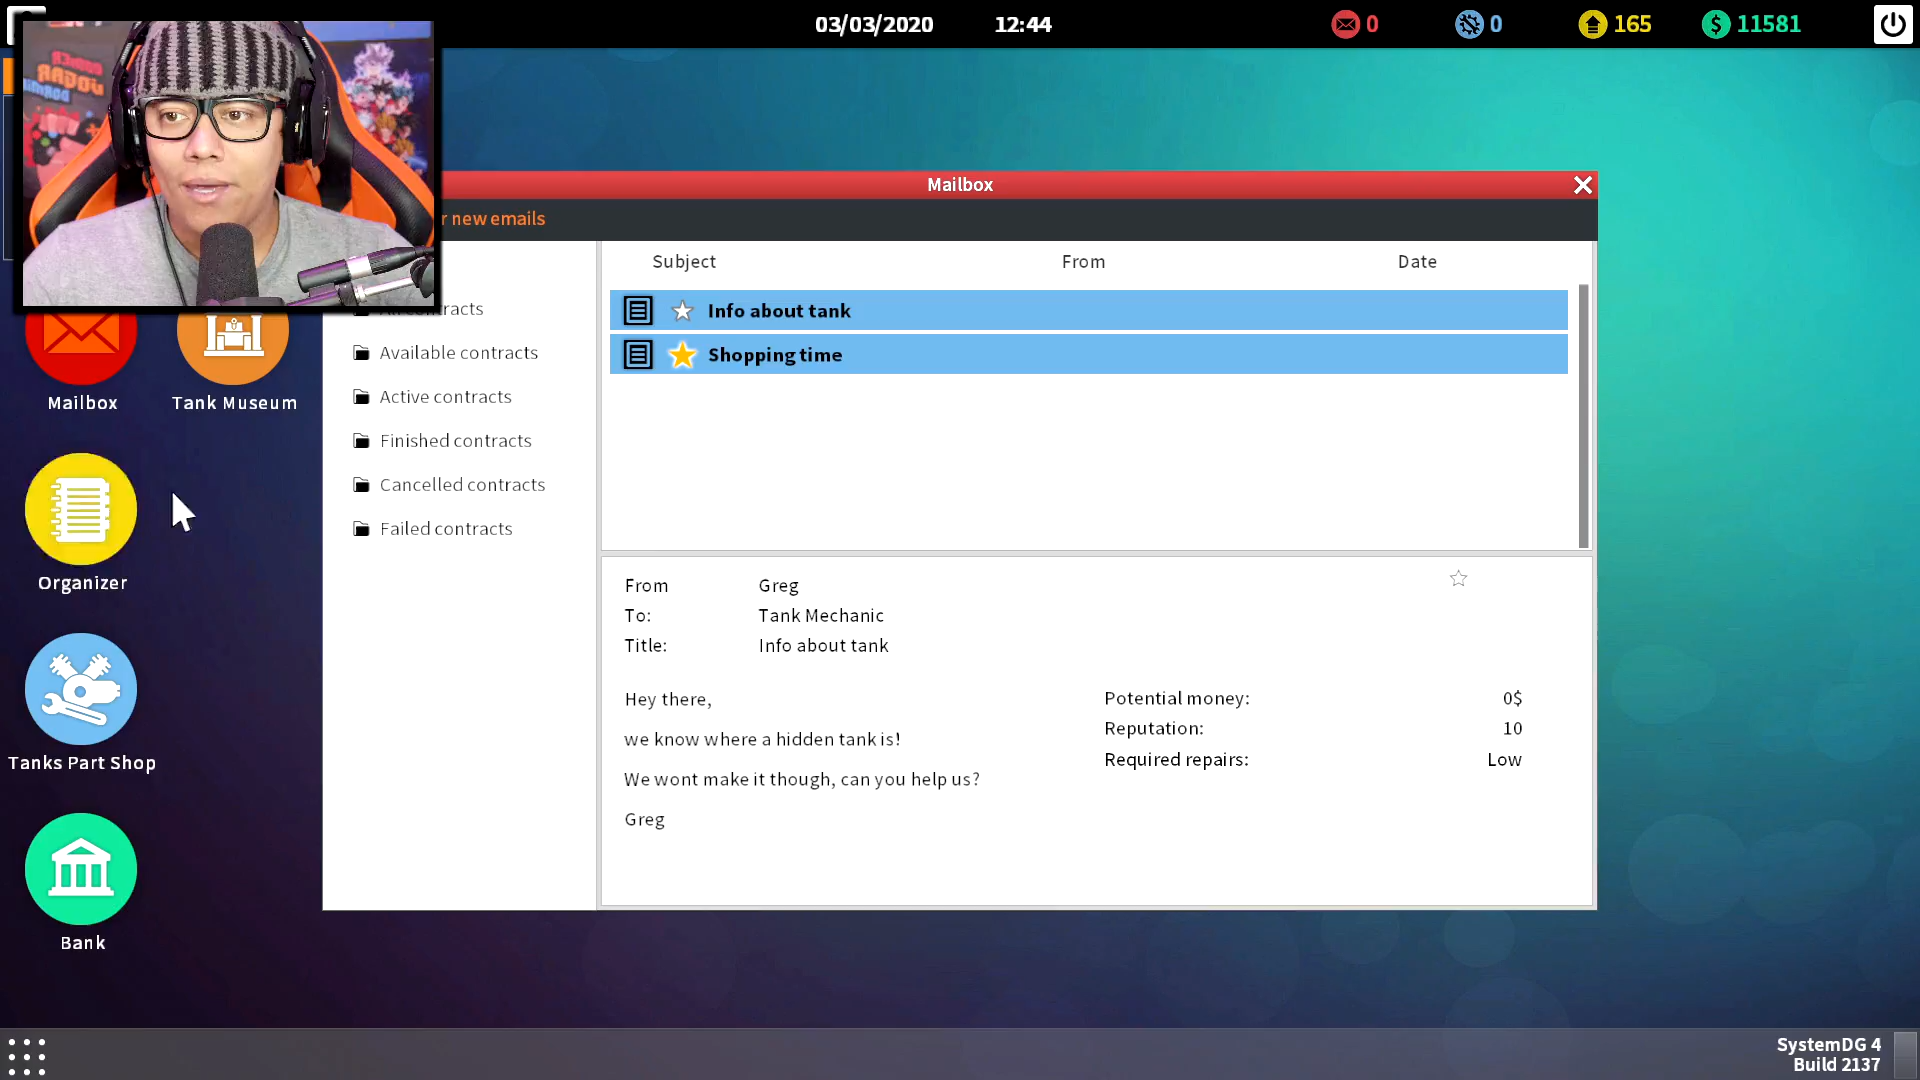 03/03/2020 12:44 0 0 165 11581
Mailbox
r new emails
Subject From Date
contracts
Available contracts
Active contracts
Finished contracts
Cancelled contracts
Failed contracts
Info about tank
Shopping time
From Greg
To: Tank Mechanic
Title: Info about tank
Hey there,
we know where a hidden tank is!
We wont make it though, can you help us?
Greg
Potential money: 0$
Reputation: 10
Required repairs: Low
Mailbox
Tank Museum
Organizer
Tanks Part Shop
Bank
SystemDG 4
Build 2137